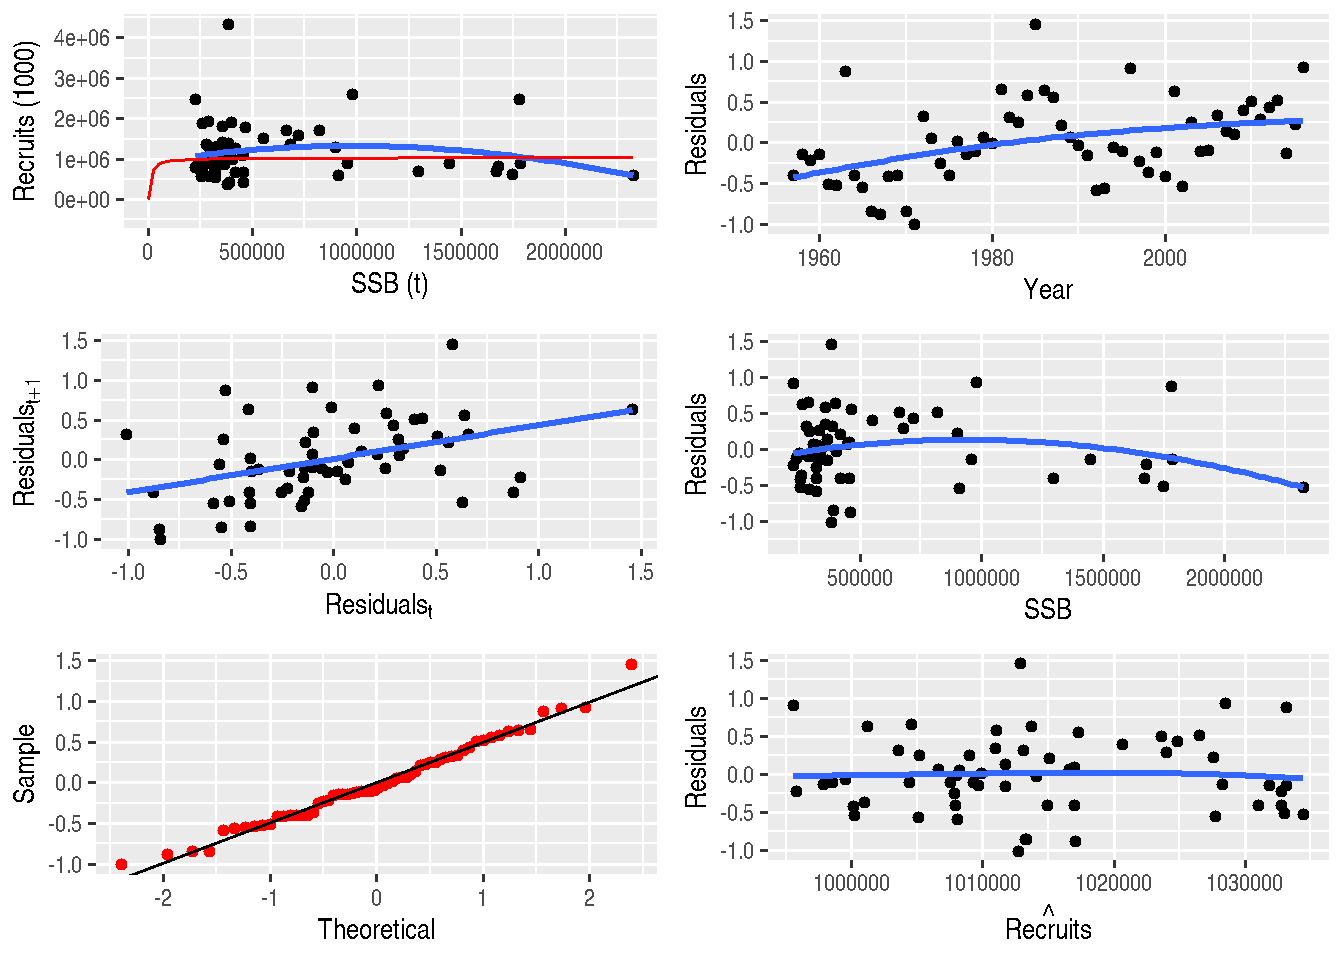 Recruits (1000)
4e+06
3e+06
2e+06
1e+06
0e+00
0 500000 1000000 1500000 2000000
SSB (t)
Residuals
1.5
1.0
0.5
0.0
-0.5
-1.0
1960 1980 2000
Year
Residualst+1
1.5
1.0
0.5
0.0
-0.5
-1.0
-1.0 -0.5 0.0 0.5 1.0 1.5
Residualst
Residuals
1.5
1.0
0.5
0.0
-0.5
-1.0
500000 1000000 1500000 2000000
SSB
Sample
1.5
1.0
0.5
0.0
-0.5
-1.0
-2 -1 0 1 2
Theoretical
Residuals
1.5
1.0
0.5
0.0
-0.5
-1.0
1000000 1010000 1020000 1030000
^
Recruits